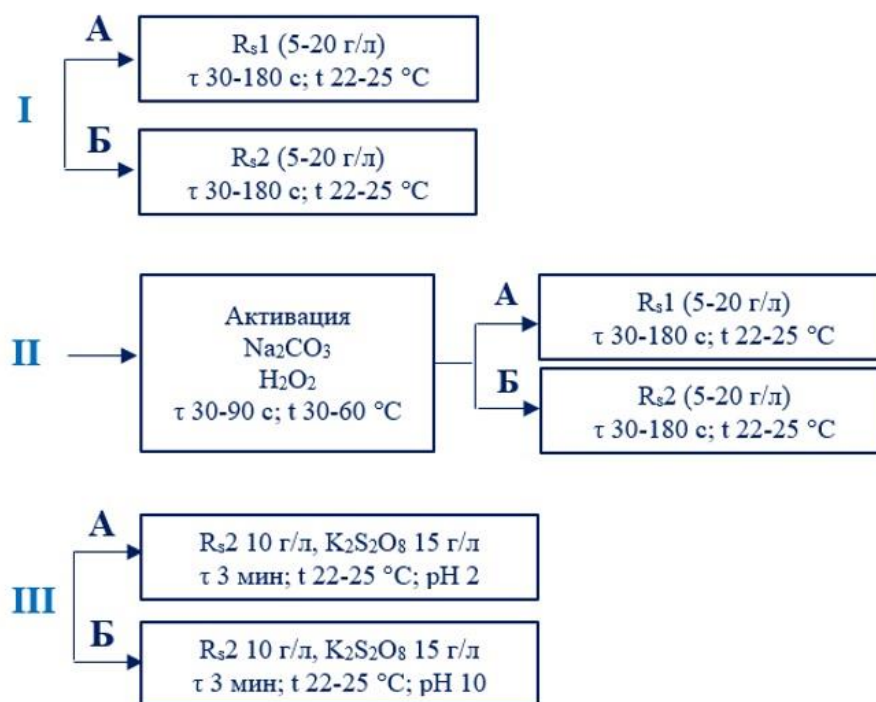 I
А
Rs1 (5-20 г/л)
τ 30-180 с; t 22-25 °C
Б
Rs2 (5-20 г/л)
τ 30-180 с; t 22-25 °C
II
Активация
Na2CO3
H2O2
τ 30-90 с; t 30-60 °C
А
Rs1 (5-20 г/л)
τ 30-180 с; t 22-25 °C
Б
Rs2 (5-20 г/л)
τ 30-180 с; t 22-25 °C
III
А
Rs2 10 г/л, K2S2O8 15 г/л
τ 3 мин; t 22-25 °C; pH 2
Б
Rs2 10 г/л, K2S2O8 15 г/л
τ 3 мин; t 22-25 °C; pH 10